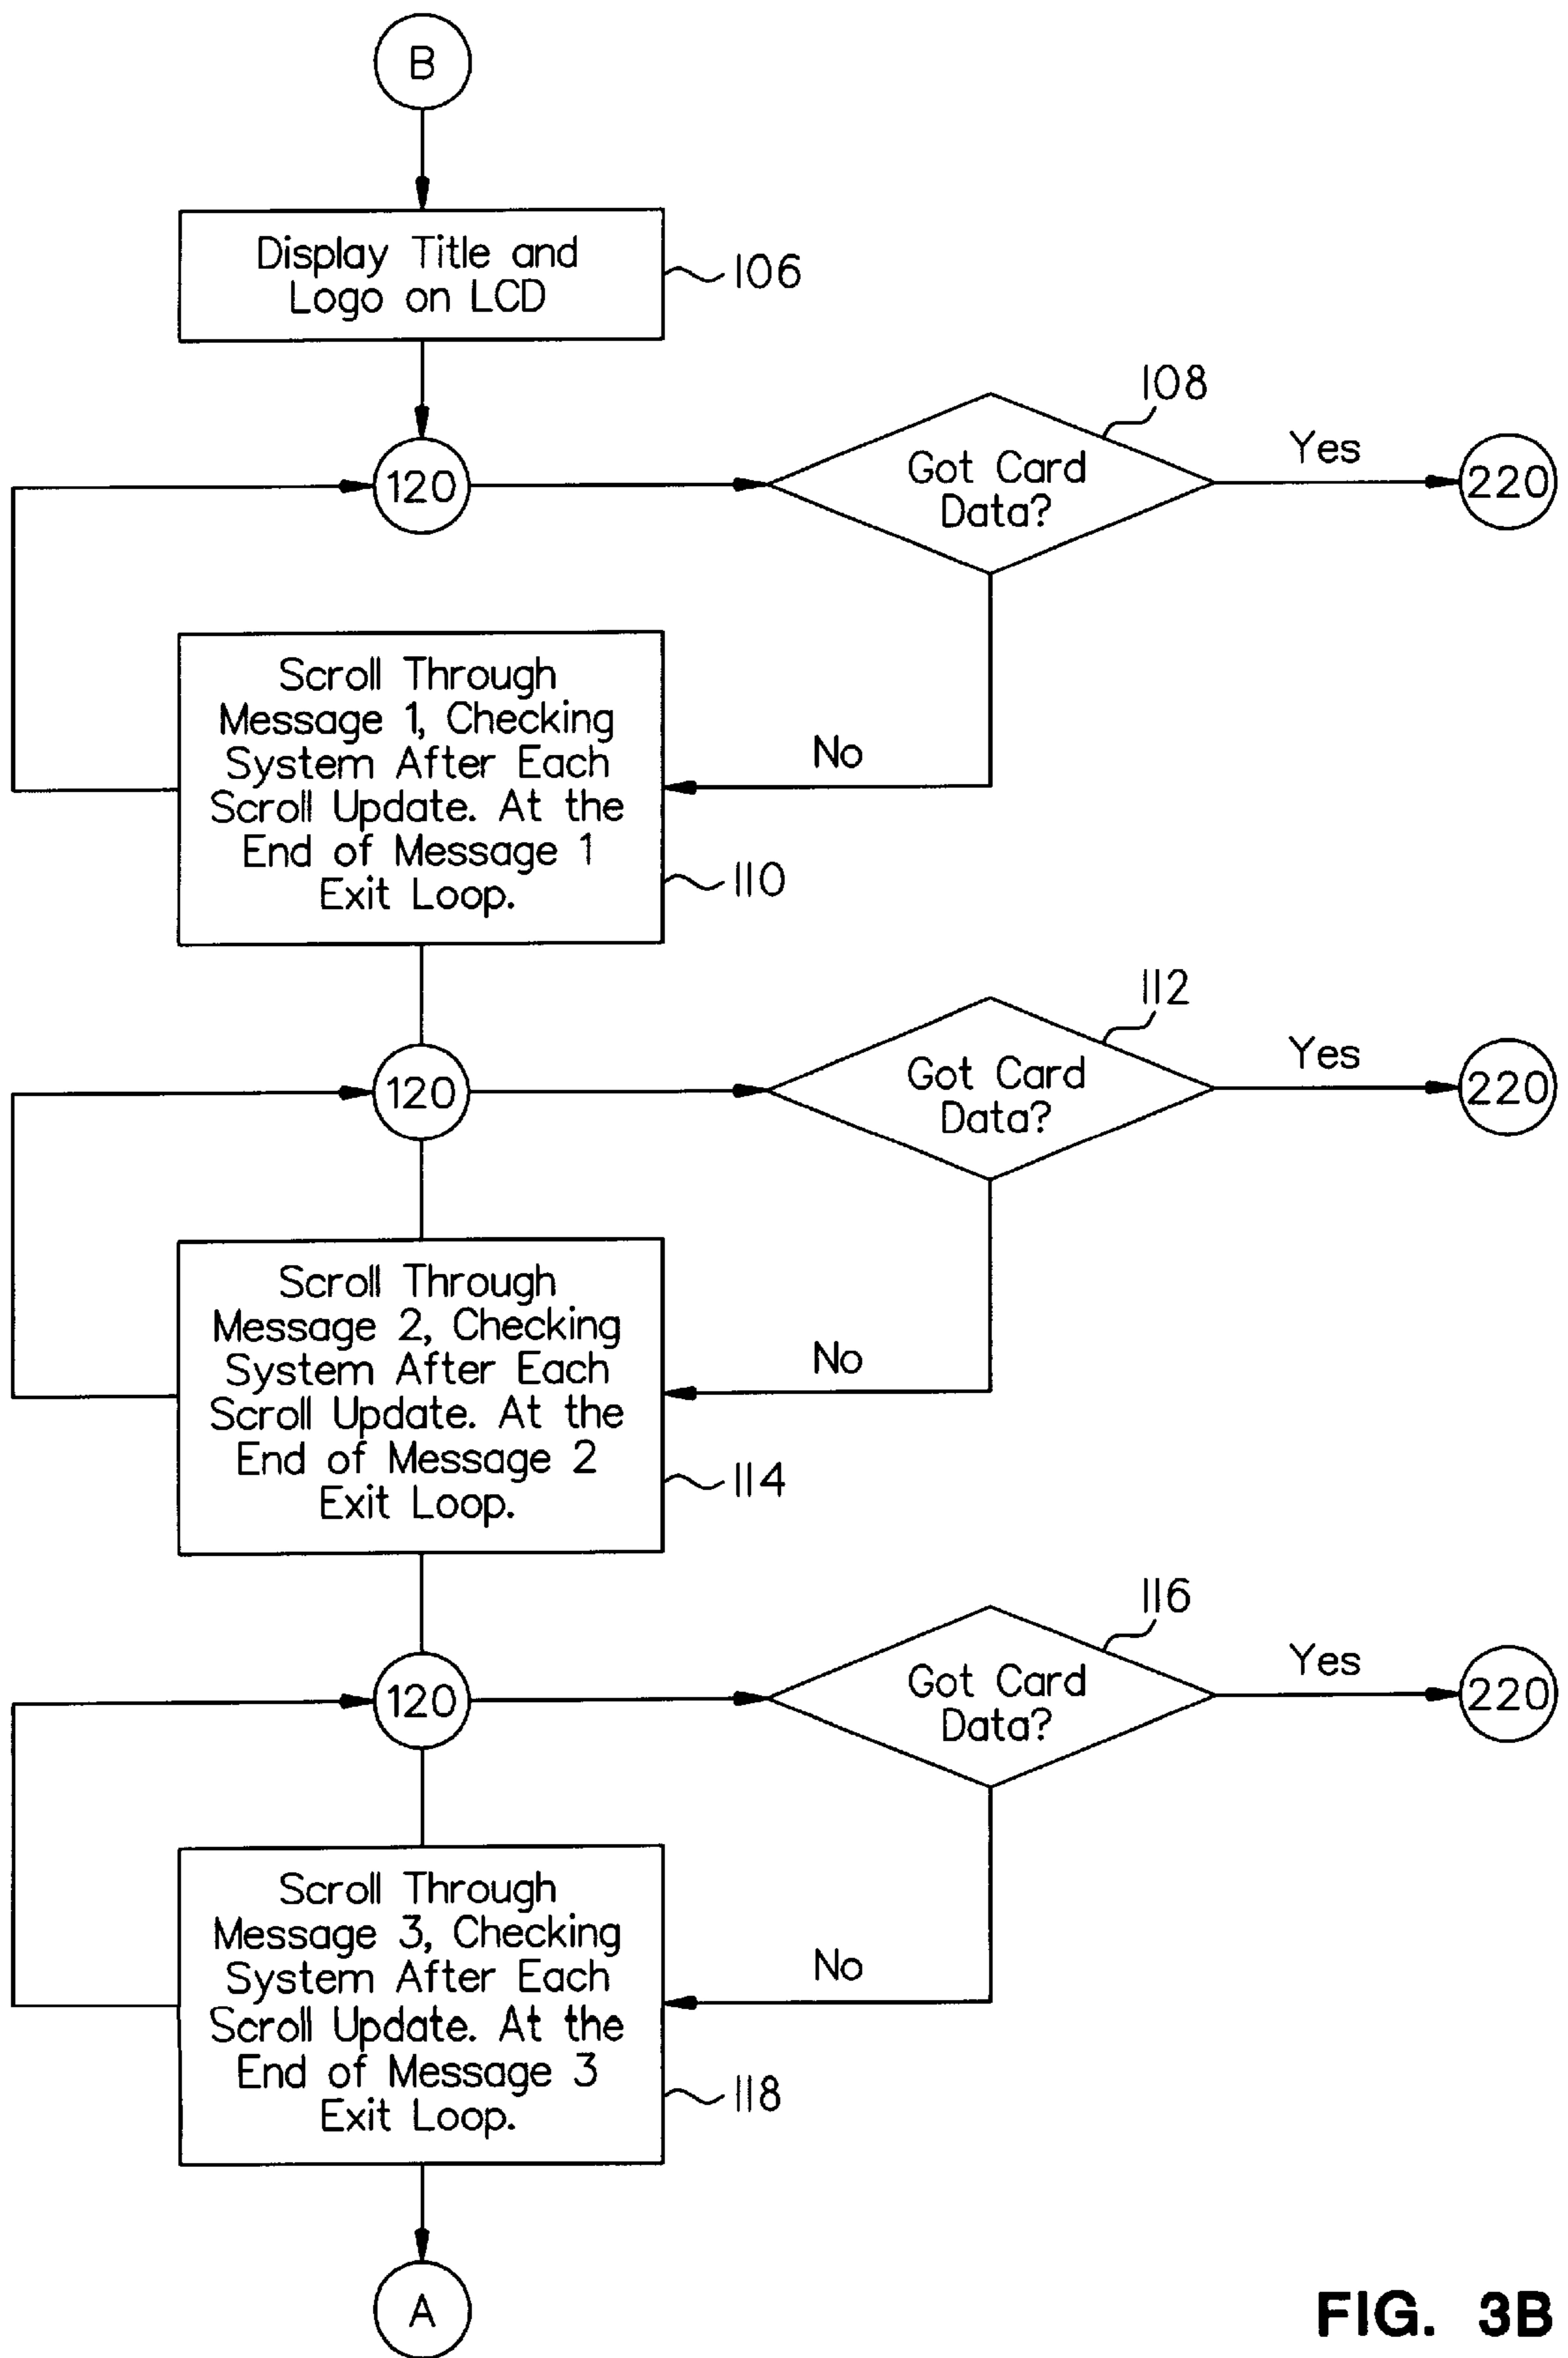 B
Display Title and
Logo on LCD
106
108
120
Got Card
Data?
Yes
220
Scroll Through
Message 1, Checking
System After Each
Scroll Update. At the
End of Message 1
Exit Loop.
No
110
112
120
Got Card
Data?
Yes
220
Scroll Through
Message 2, Checking
System After Each
Scroll Update. At the
End of Message 2
Exit Loop.
No
114
116
120
Got Card
Data?
Yes
220
Scroll Through
Message 3, Checking
System After Each
Scroll Update. At the
End of Message 3
Exit Loop.
No
118
A
FIG. 3B